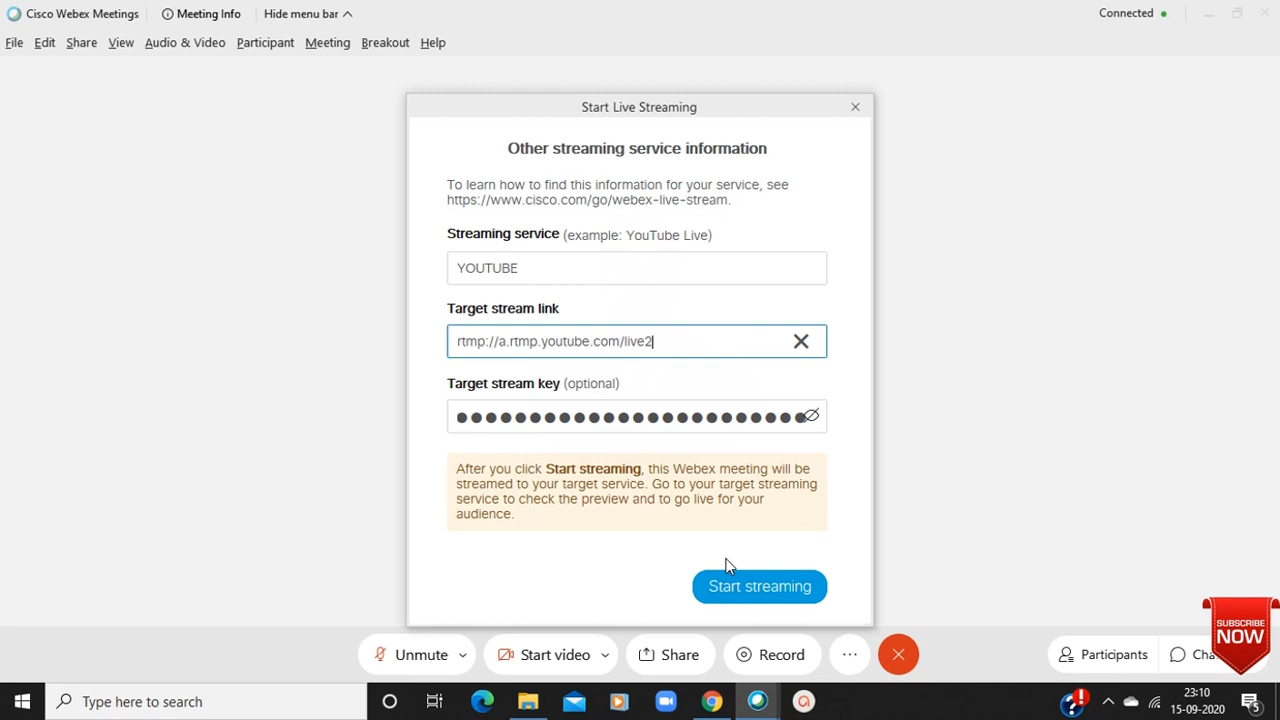 Cisco Webex Meetings
Meeting Info
Hide menu bar
Connected
File Edit Share View Audio & Video Participant Meeting Breakout Help
Start Live Streaming
Other streaming service information
To learn how to find this information for your service, see
https://www.cisco.com/go/webex-live-stream.
Streaming service (example: YouTube Live)
YOUTUBE
Target stream link
rtmp://a.rtmp.youtube.com/live2
Target stream key (optional)
After you click Start streaming, this Webex meeting will be
streamed to your target service. Go to your target streaming
service to check the preview and to go live for your
audience.
Start streaming
Unmute
Start video
Share
Record
Participants
SUBSCRIBE
NOW
Type here to search
23:10
15-09-2020
5